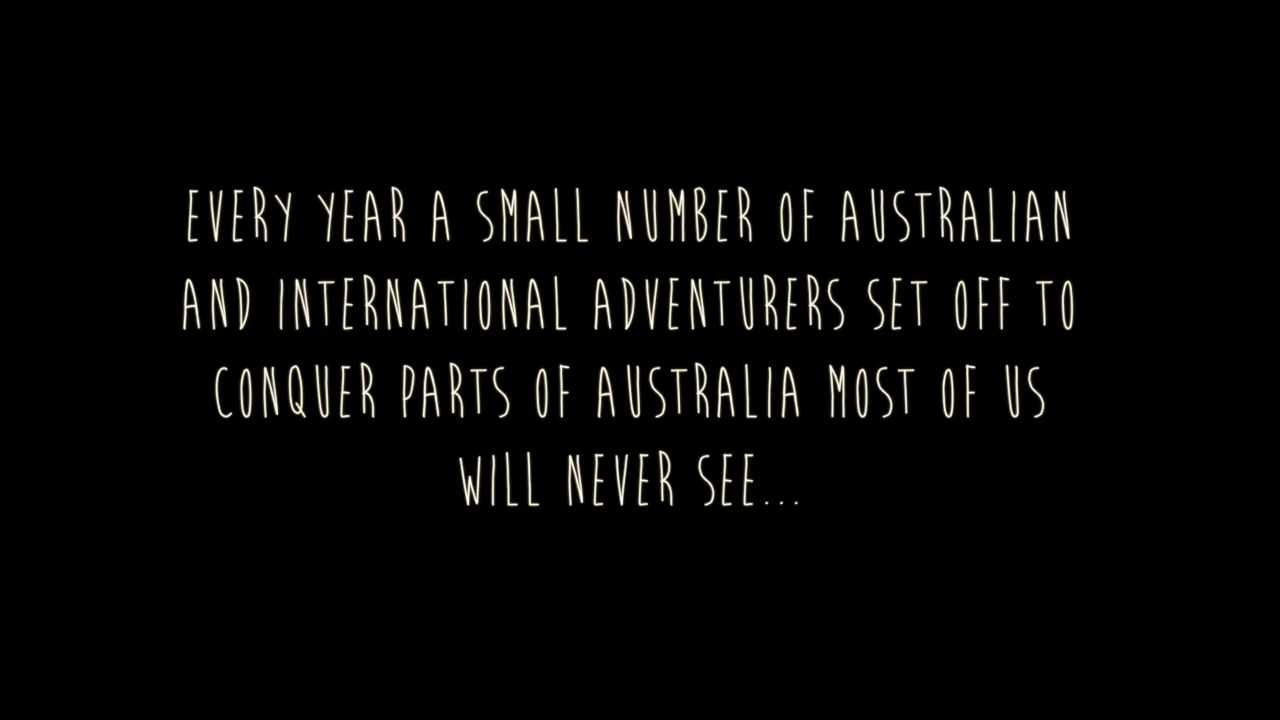 EVERY YEAR A SMALL NUMBER OF AUSTRALIAN
AND INTERNATIONAL ADVENTURERS SET OFF TO
CONQUER PARTS OF AUSTRALIA MOST OF US
WILL NEVER SEE...